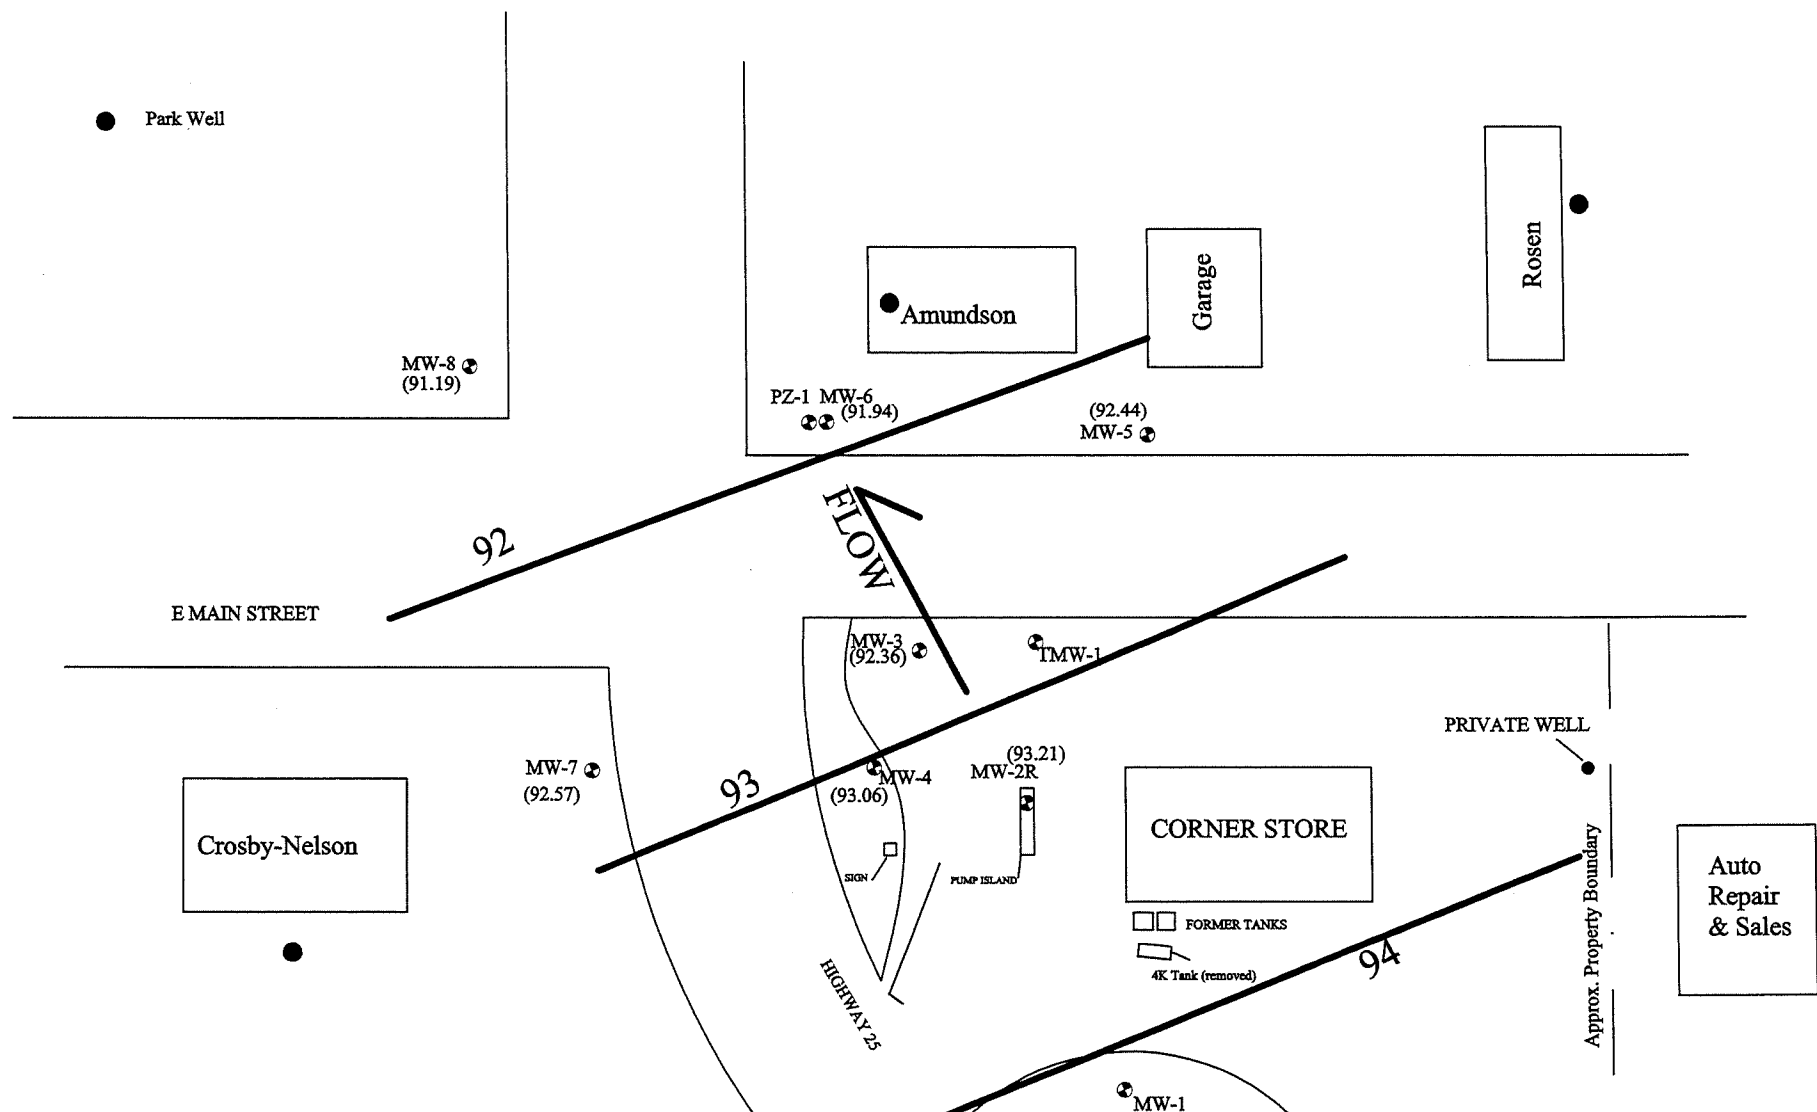 Park Well
Rosen
Garage
Amundson
MW-8
(91.19)
PZ-1 MW-6
(91.94)
(92.44)
MW-5
FLOW
92
E MAIN STREET
MW-3
(92.36)
TMW-1
PRIVATE WELL
(93.21)
MW-2R
MW-7
(92.57)
93
MW-4
(93.06)
CORNER STORE
Crosby-Nelson
SIGN
PUMP ISLAND
Auto
Repair
& Sales
Approx. Property Boundary
FORMER TANKS
94
4K Tank (removed)
HIGHWAY 25
MW-1